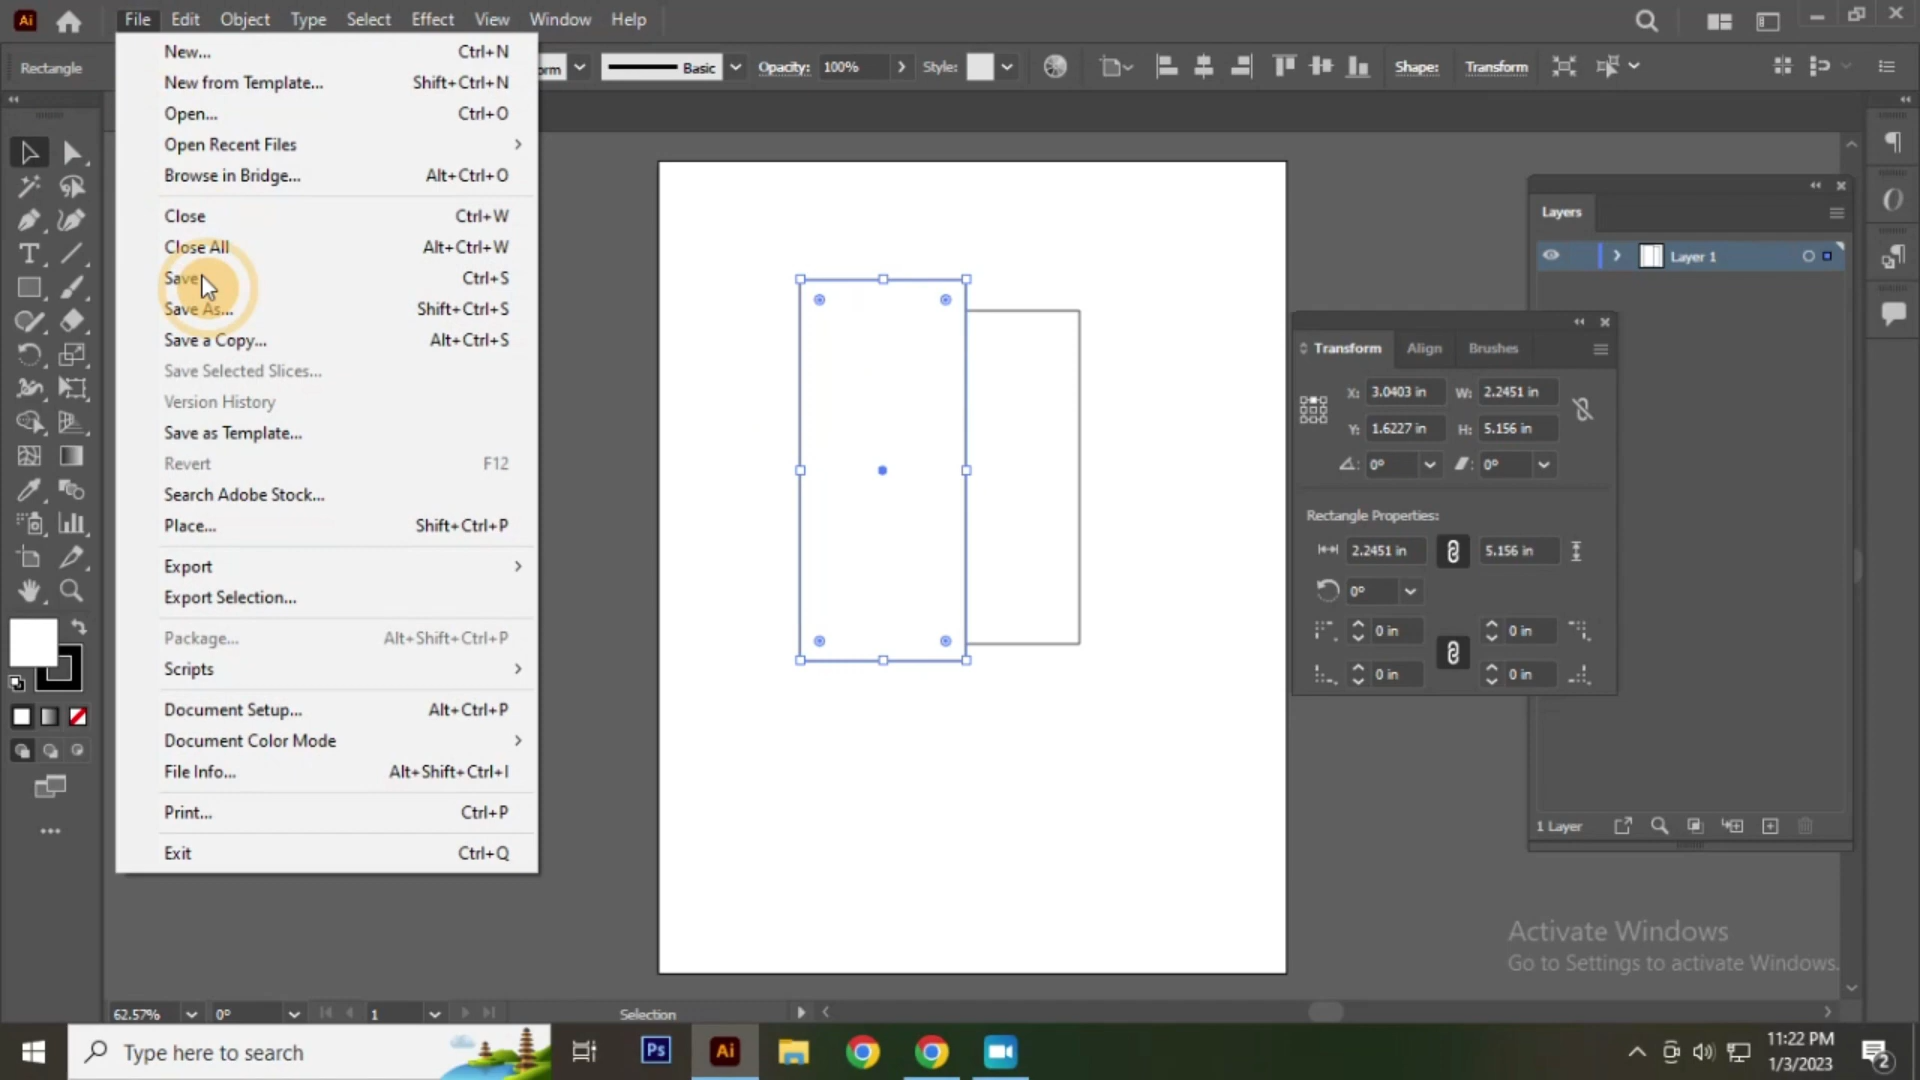 Ai File Edit Object Type Select Effect View Window Help
Rectangle Basic Opacity: 100% Style: Shape: Transform
New... Ctrl+N
New from Template... Shift+Ctrl+N
Open... Ctrl+O
Open Recent Files
Browse in Bridge... Alt+Ctrl+O
Close Ctrl+W
Close All Alt+Ctrl+W
Save Ctrl+S
Save As... Shift+Ctrl+S
Save a Copy... Alt+Ctrl+S
Save Selected Slices...
Version History
Save as Template...
Revert F12
Search Adobe Stock...
Place... Shift+Ctrl+P
Export
Export Selection...
Package... Alt+Shift+Ctrl+P
Scripts
Document Setup... Alt+Ctrl+P
Document Color Mode
File Info... Alt+Shift+Ctrl+I
Print... Ctrl+P
Exit Ctrl+Q
Layers
Layer 1
Transform Align Brushes
X: 3.0403 in W: 2.2451 in
Y: 1.6227 in H: 5.156 in
0° 0°
Rectangle Properties:
2.2451 in 5.156 in
0°
0 in 0 in
0 in 0 in
1 Layer
Activate Windows
Go to Settings to activate Windows.
62.57% 0° 1 Selection
Type here to search Ps Ai
11:22 PM
1/3/2023
2